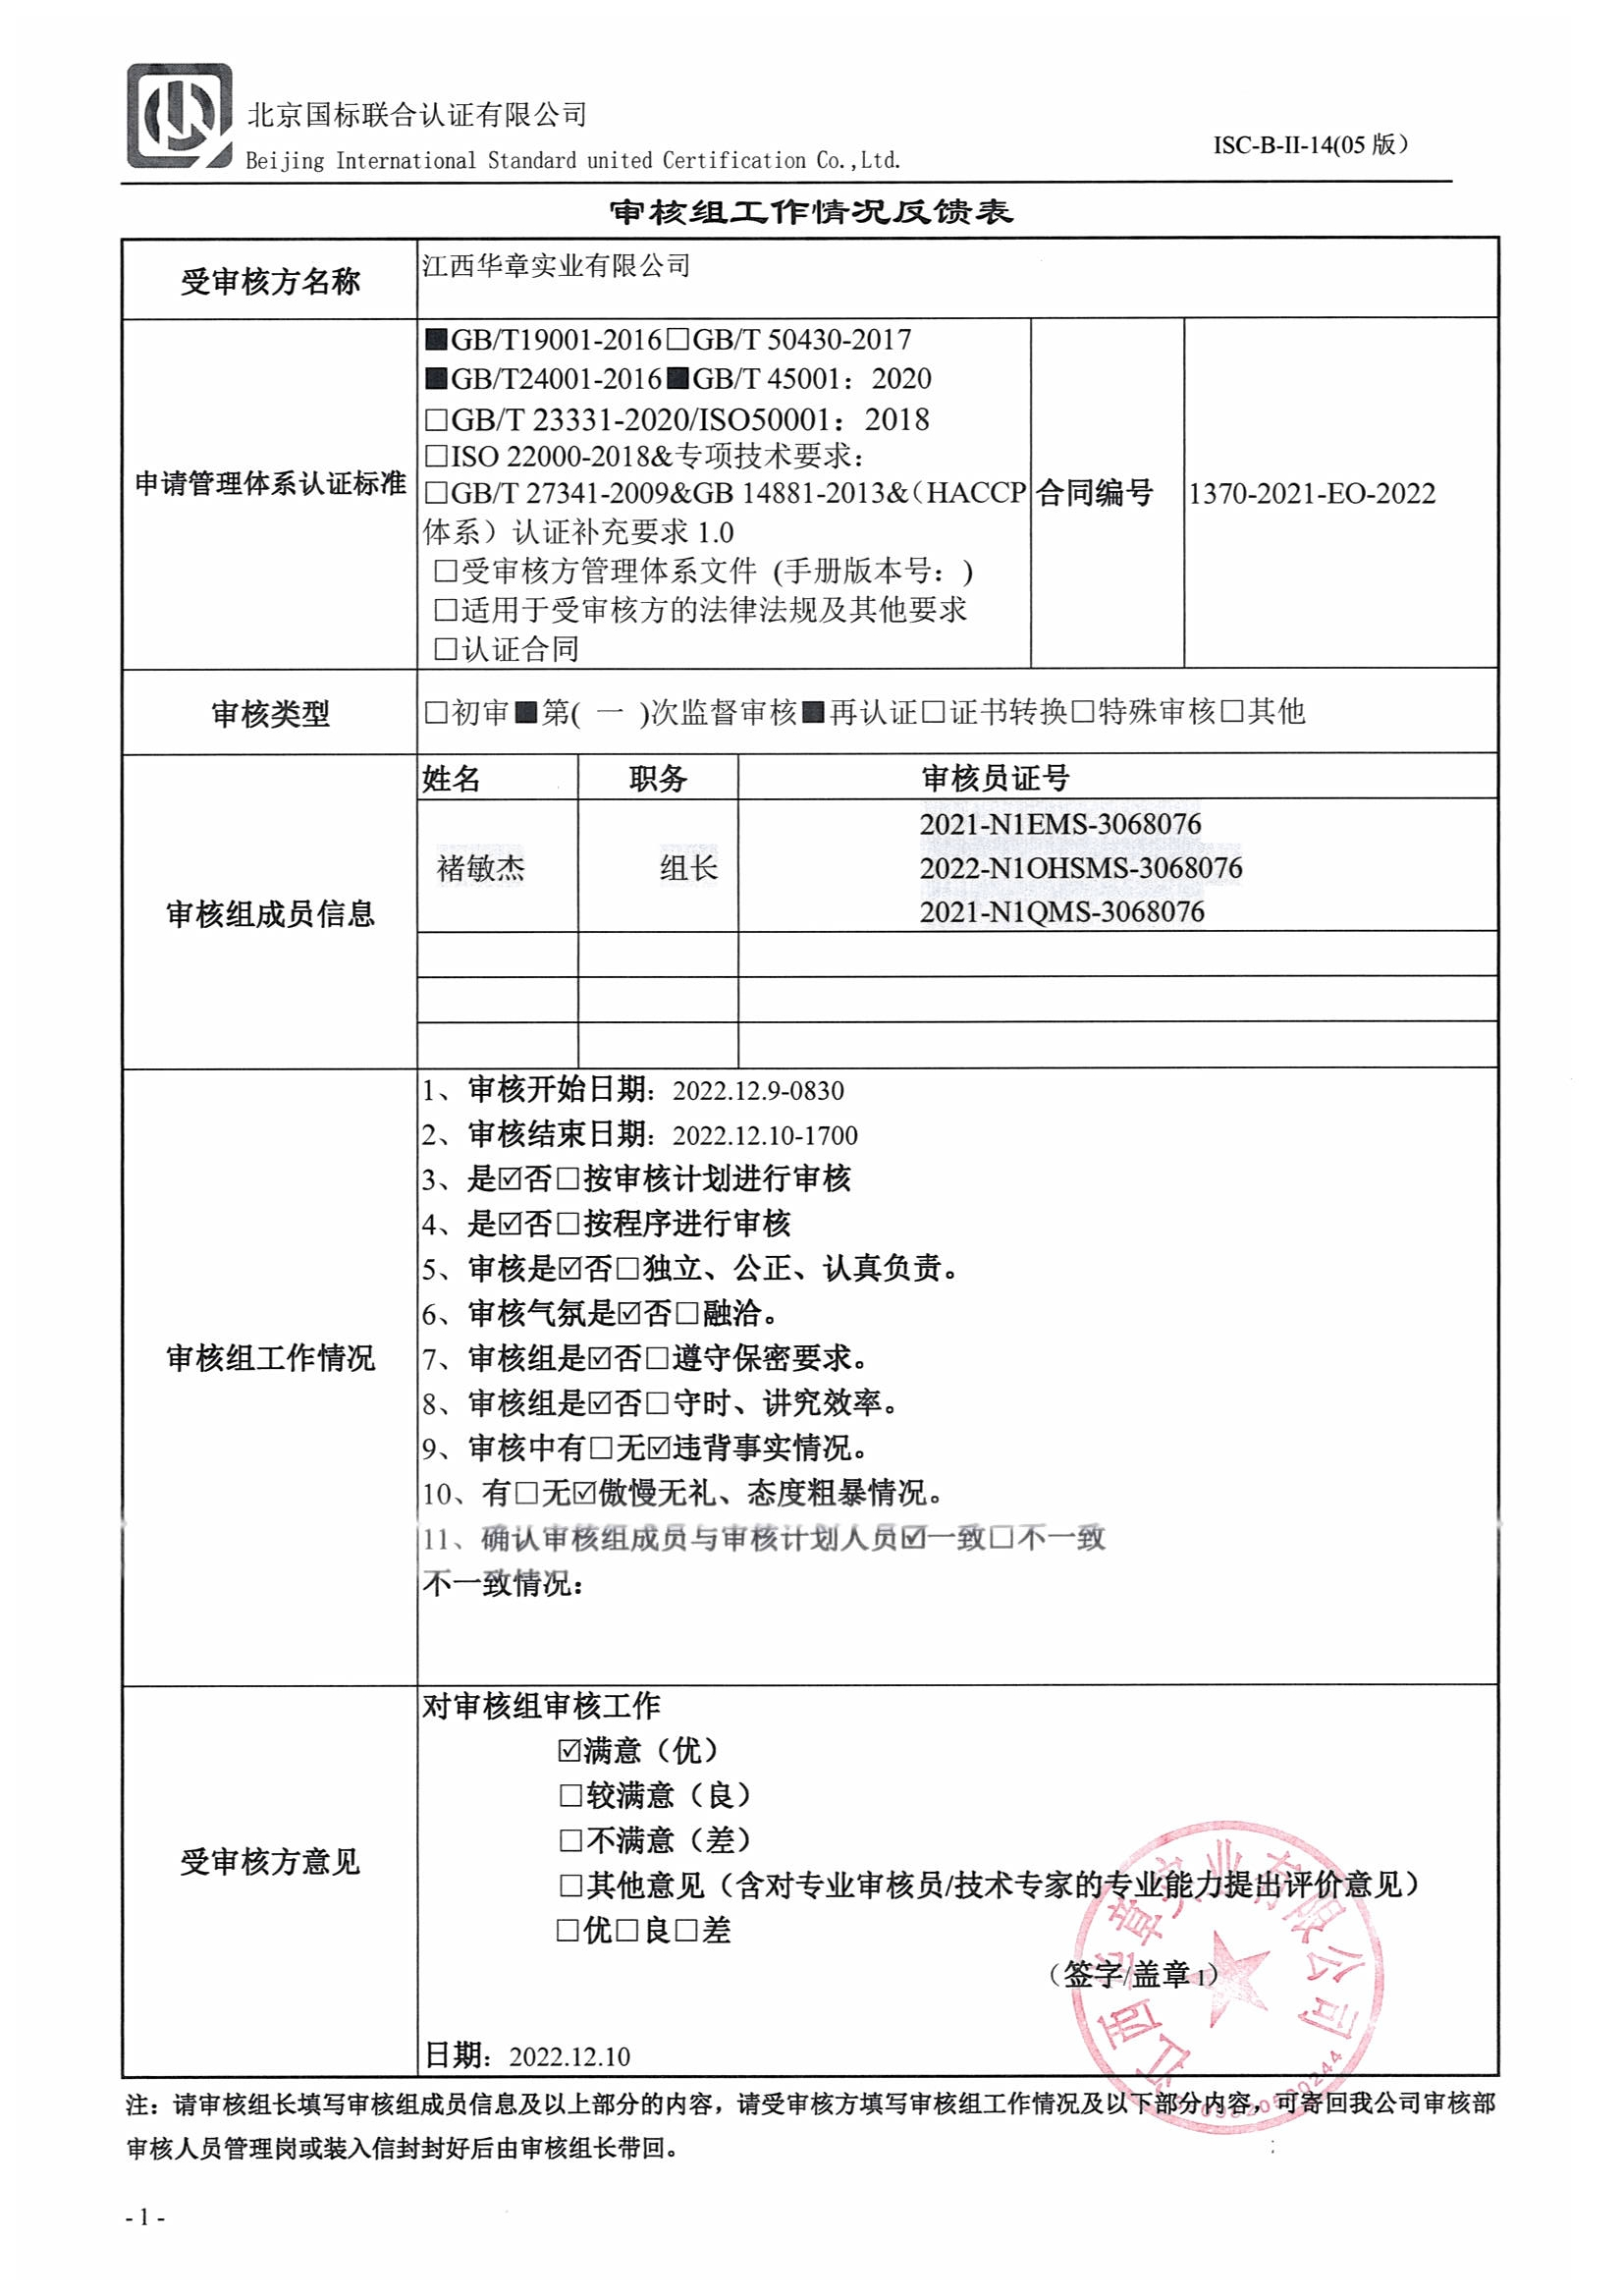 北京国标联合认证有限公司
Beijing International Standard united Certification Co.,Ltd.
ISC-B-II-14(05 版）
审核组工作情况反馈表
受审核方名称
江西华章实业有限公司
申请管理体系认证标准
■GB/T19001-2016□GB/T 50430-2017
■GB/T24001-2016■GB/T 45001：2020
□GB/T 23331-2020/ISO50001：2018
□ISO 22000-2018&专项技术要求：
□GB/T 27341-2009&GB 14881-2013&（HACCP
体系）认证补充要求 1.0
□受审核方管理体系文件 (手册版本号：)
□适用于受审核方的法律法规及其他要求
□认证合同
合同编号
1370-2021-EO-2022
审核类型
□初审■第( 一 )次监督审核■再认证□证书转换□特殊审核□其他
审核组成员信息
姓名 职务 审核员证号
褚敏杰 组长
2021-N1EMS-3068076
2022-N1OHSMS-3068076
2021-N1QMS-3068076
审核组工作情况
1、审核开始日期：2022.12.9-0830
2、审核结束日期：2022.12.10-1700
3、是☑否□按审核计划进行审核
4、是☑否□按程序进行审核
5、审核是☑否□独立、公正、认真负责。
6、审核气氛是☑否□融洽。
7、审核组是☑否□遵守保密要求。
8、审核组是☑否□守时、讲究效率。
9、审核中有□无☑违背事实情况。
10、有□无☑傲慢无礼、态度粗暴情况。
11、确认审核组成员与审核计划人员☑一致□不一致
不一致情况：
受审核方意见
对审核组审核工作
☑满意（优）
□较满意（良）
□不满意（差）
□其他意见（含对专业审核员/技术专家的专业能力提出评价意见）
□优□良□差
（签字/盖章1）
江西华章实业有限公司
日期：2022.12.10
注：请审核组长填写审核组成员信息及以上部分的内容，请受审核方填写审核组工作情况及以下部分内容，可寄回我公司审核部
审核人员管理岗或装入信封封好后由审核组长带回。
- 1 -